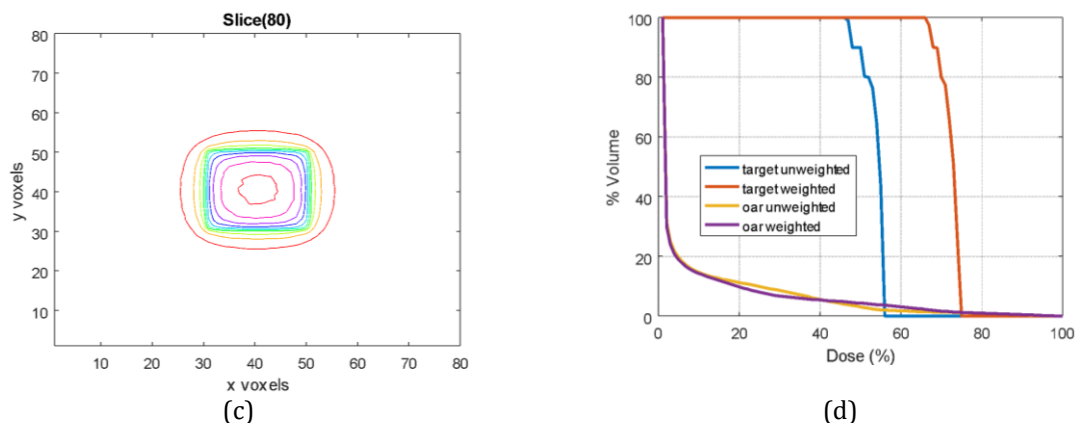 Slice(80)
80
70
60
50
40
30
20
10
y voxels
10 20 30 40 50 60 70 80
x voxels
(c)
100
80
60
40
20
0
% Volume
target unweighted
target weighted
oar unweighted
oar weighted
0 20 40 60 80 100
Dose (%)
(d)